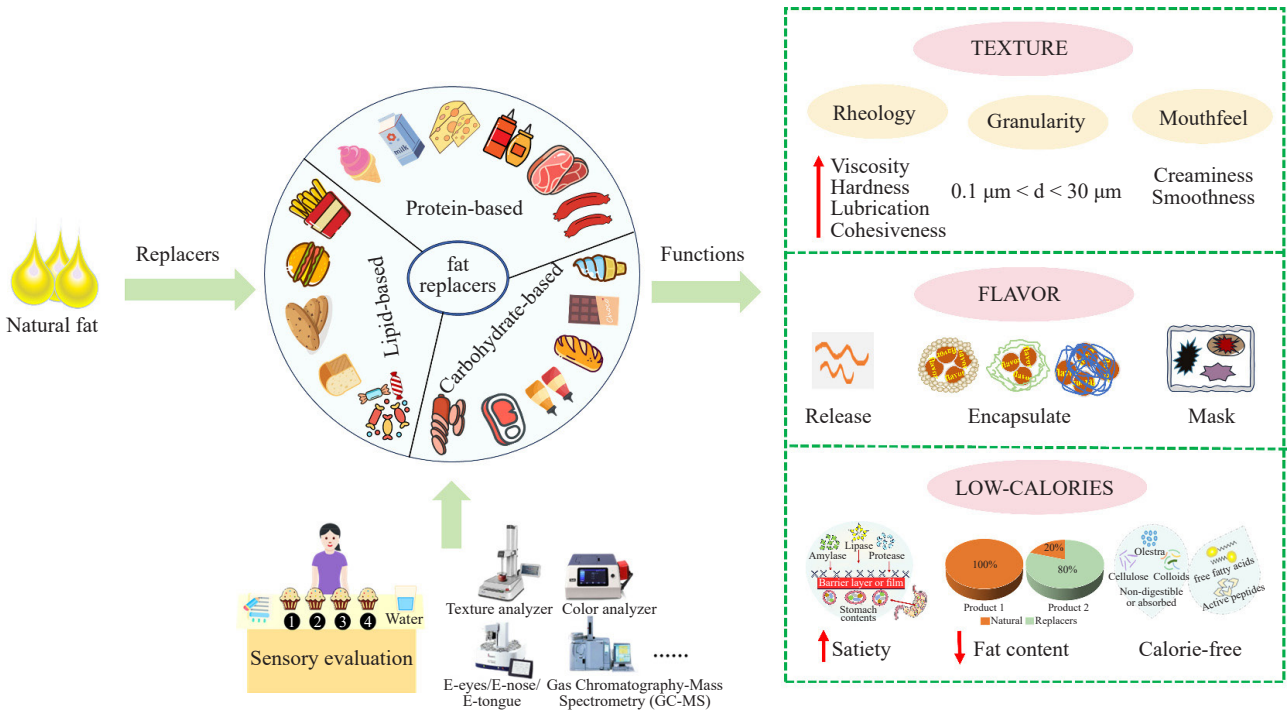 Natural fat
Replacers
milk
Protein-based
Lipid-based
Carbohydrate-based
fat
replacers
Functions
Sensory evaluation
1
2
3
4
Water
Texture analyzer
Color analyzer
E-eyes/E-nose/
E-tongue
Gas Chromatography-Mass
Spectrometry (GC-MS)
......
TEXTURE
Rheology
Granularity
Mouthfeel
Viscosity
Hardness
Lubrication
Cohesiveness
0.1 μm < d < 30 μm
Creaminess
Smoothness
FLAVOR
Release
Encapsulate
Mask
LOW-CALORIES
Amylase
Lipase
Protease
Barrier layer or film
Stomach
contents
Satiety
100%
20%
80%
Product 1
Product 2
Natural
Replacers
Fat content
Olestra
Cellulose
Colloids
Non-digestible
or absorbed
free fatty acids
Active peptides
Calorie-free